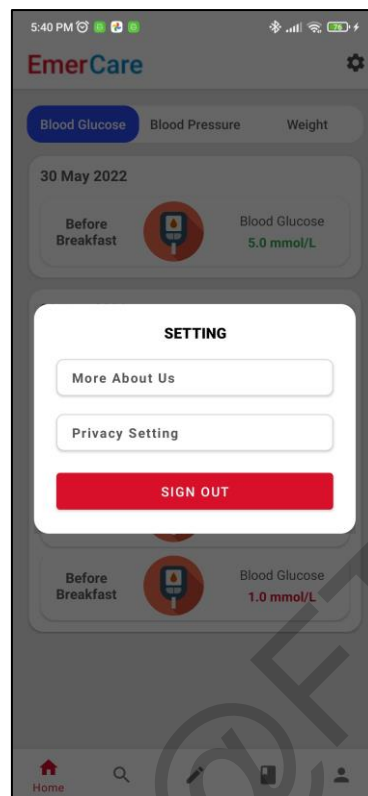 5:40 PM
76
EmerCare
Blood Glucose Blood Pressure Weight
30 May 2022
Before
Breakfast
Blood Glucose
5.0 mmol/L
SETTING
More About Us
Privacy Setting
SIGN OUT
Before
Breakfast
Blood Glucose
1.0 mmol/L
Home